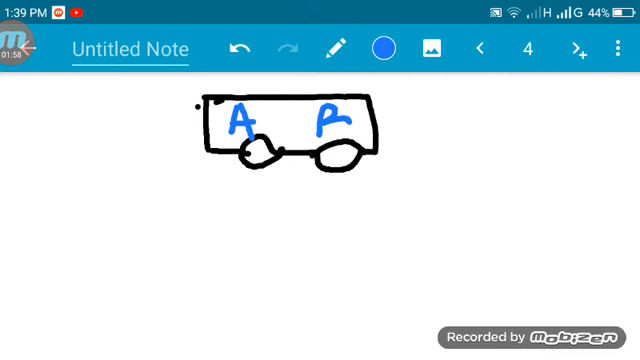 1:39 PM H G 44%
01:58 Untitled Note 4
A R
Recorded by mobizen